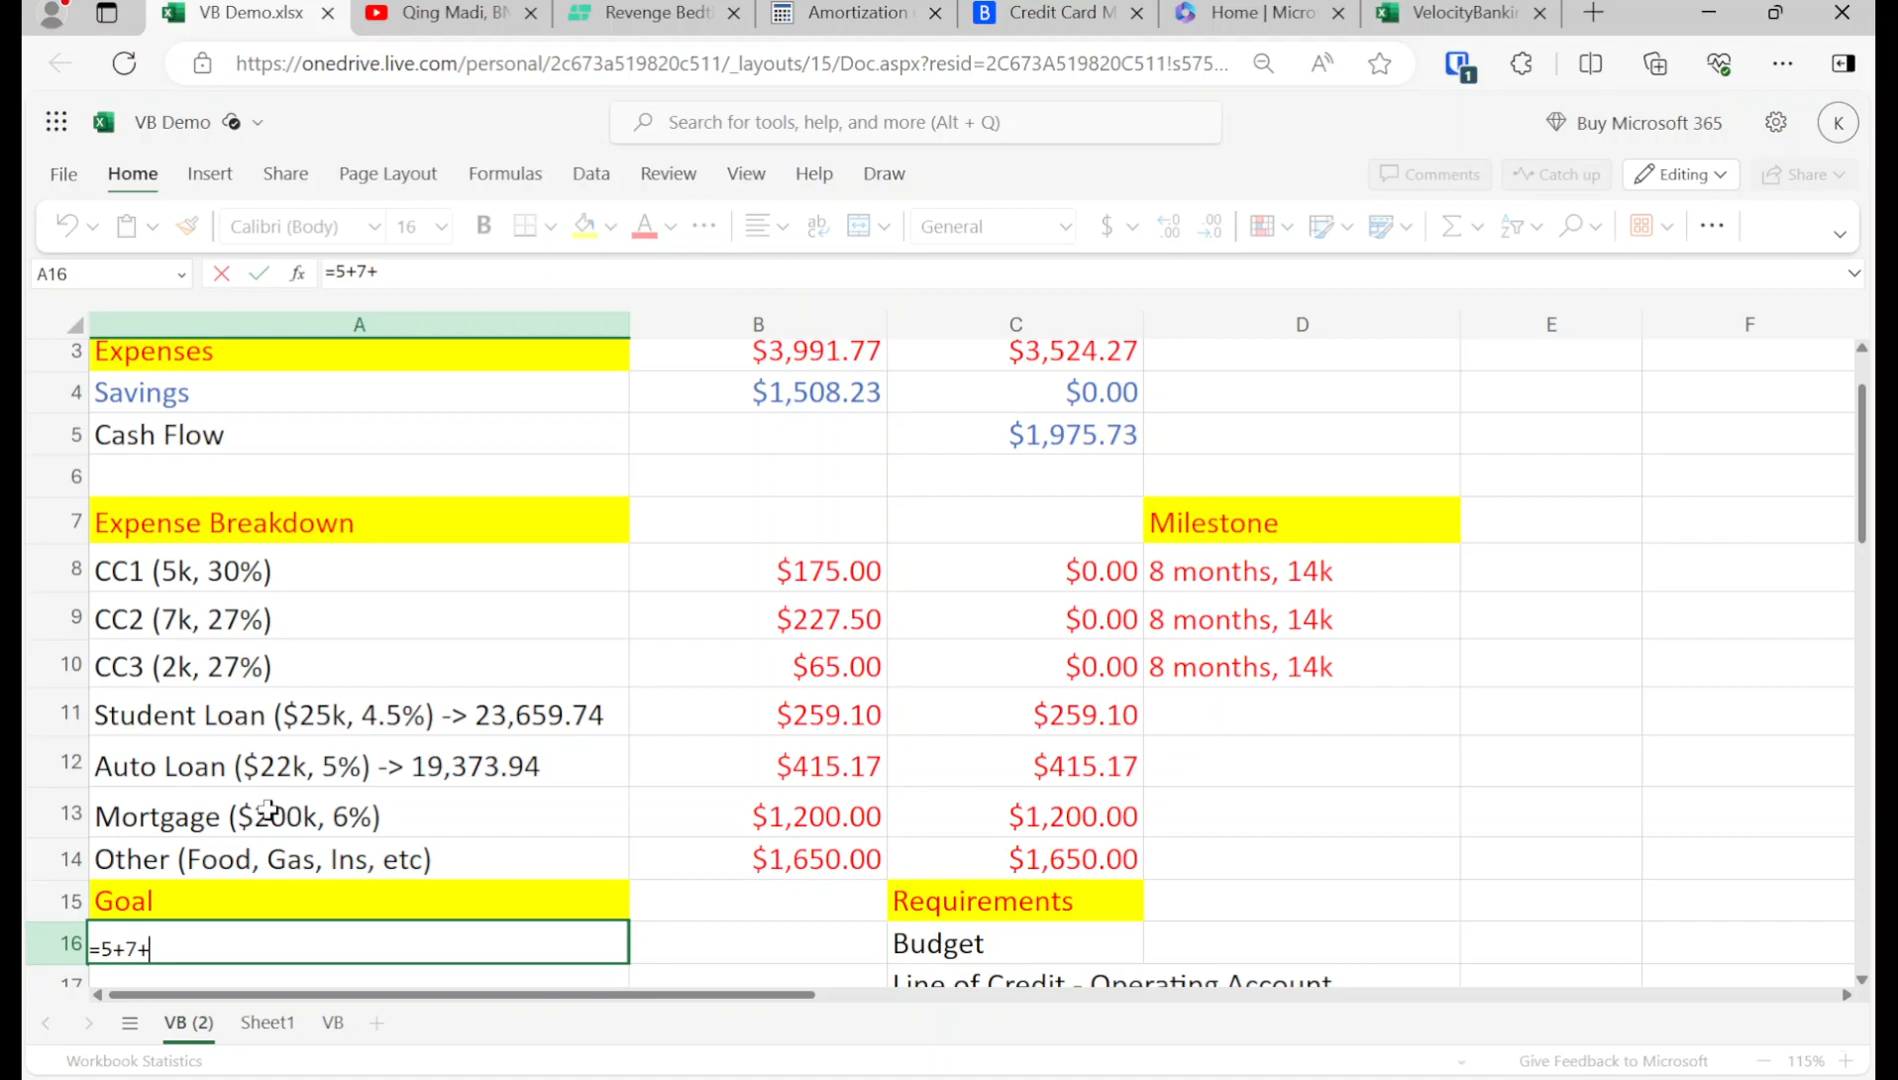 VB Demo.xlsx Qing Madi, BN Revenge Bedti Amortization Credit Card M Home | Micro VelocityBankin
https://onedrive.live.com/personal/2c673a519820c511/_layouts/15/Doc.aspx?resid=2C673A519820C511!s575... 1
VB Demo Search for tools, help, and more (Alt + Q) Buy Microsoft 365 K
File Home Insert Share Page Layout Formulas Data Review View Help Draw Comments Catch up Editing Share
Calibri (Body) 16 B A ab General $
A16 fx =5+7+
A B C D E F
3 Expenses $3,991.77 $3,524.27
4 Savings $1,508.23 $0.00
5 Cash Flow $1,975.73
6
7 Expense Breakdown Milestone
8 CC1 (5k, 30%) $175.00 $0.00 8 months, 14k
9 CC2 (7k, 27%) $227.50 $0.00 8 months, 14k
10 CC3 (2k, 27%) $65.00 $0.00 8 months, 14k
11 Student Loan ($25k, 4.5%) -> 23,659.74 $259.10 $259.10
12 Auto Loan ($22k, 5%) -> 19,373.94 $415.17 $415.17
13 Mortgage ($200k, 6%) $1,200.00 $1,200.00
14 Other (Food, Gas, Ins, etc) $1,650.00 $1,650.00
15 Goal Requirements
16 =5+7+ Budget
17 Line of Credit - Operating Account
VB (2) Sheet1 VB
Workbook Statistics Give Feedback to Microsoft 115%